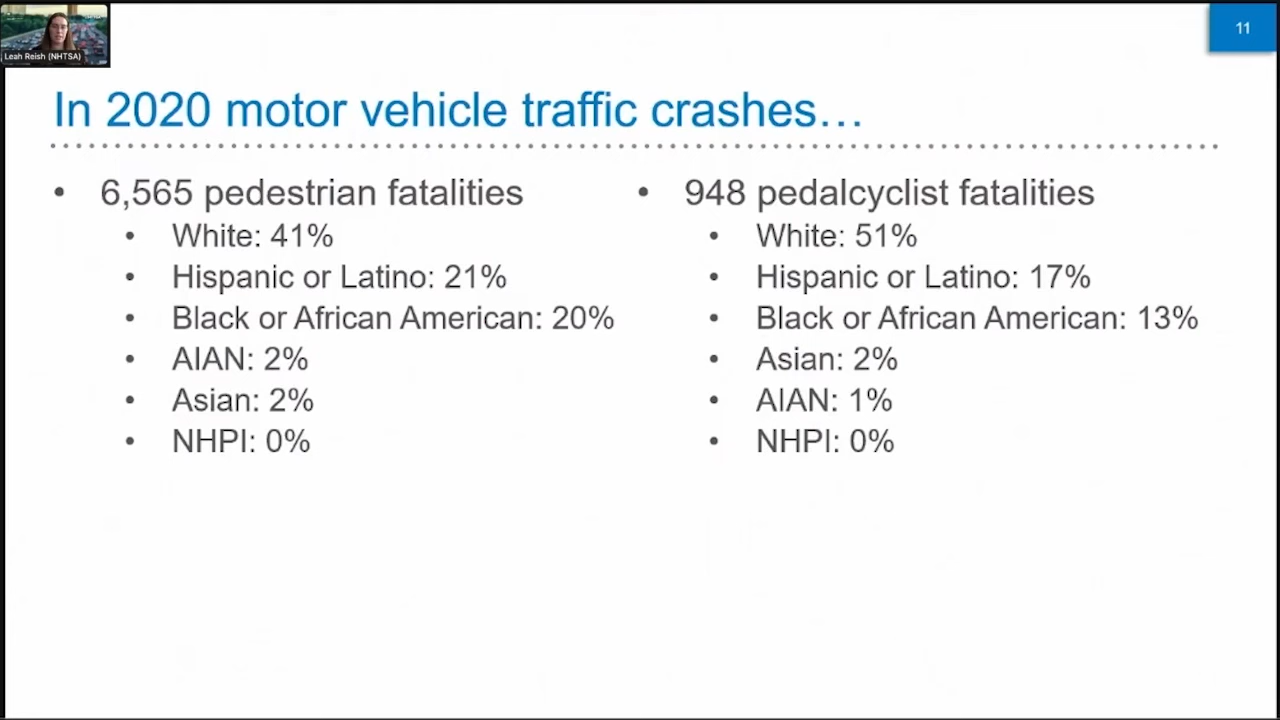 Leah Reish (NHTSA)
11
In 2020 motor vehicle traffic crashes…
• 6,565 pedestrian fatalities
• White: 41%
• Hispanic or Latino: 21%
• Black or African American: 20%
• AIAN: 2%
• Asian: 2%
• NHPI: 0%
• 948 pedalcyclist fatalities
• White: 51%
• Hispanic or Latino: 17%
• Black or African American: 13%
• Asian: 2%
• AIAN: 1%
• NHPI: 0%